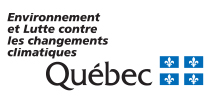 Environnement
et Lutte contre
les changements
climatiques
Québec